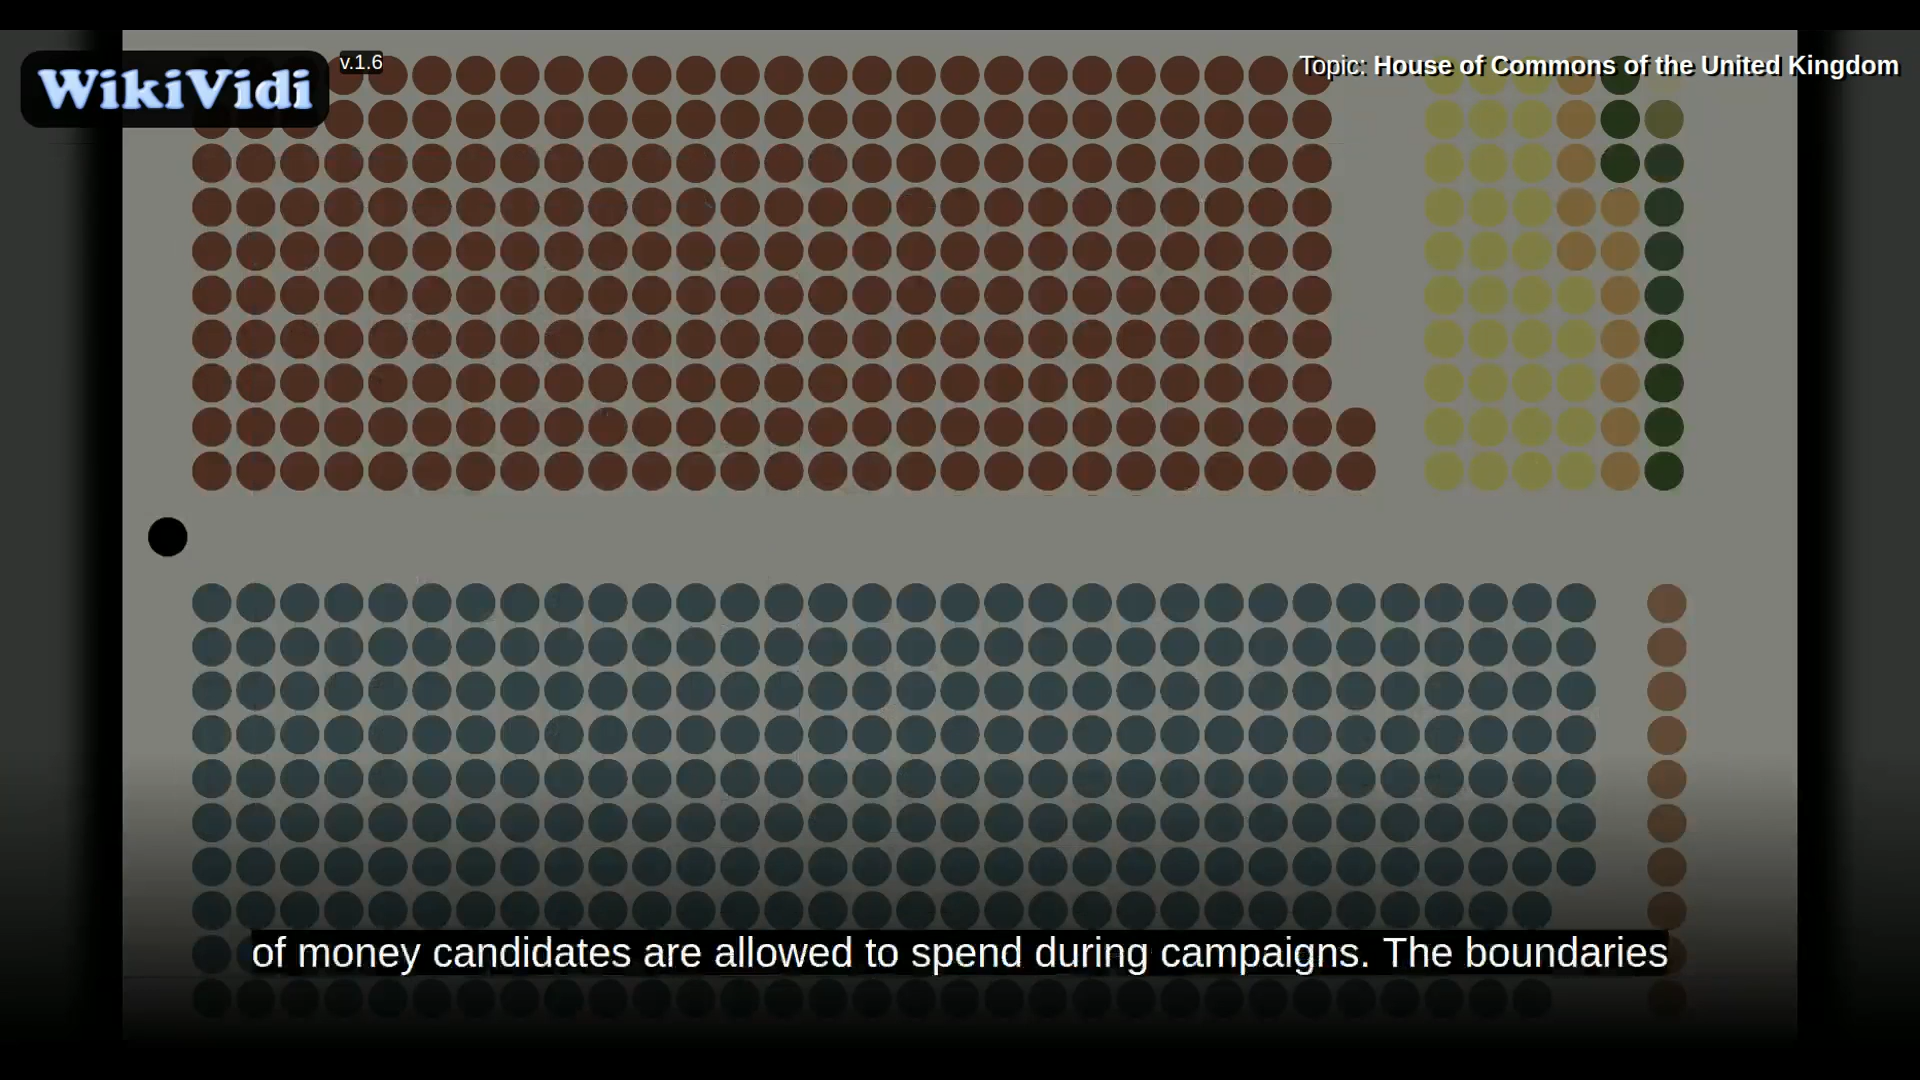 WikiVidi
v.1.6
Topic: House of Commons of the United Kingdom
of money candidates are allowed to spend during campaigns. The boundaries